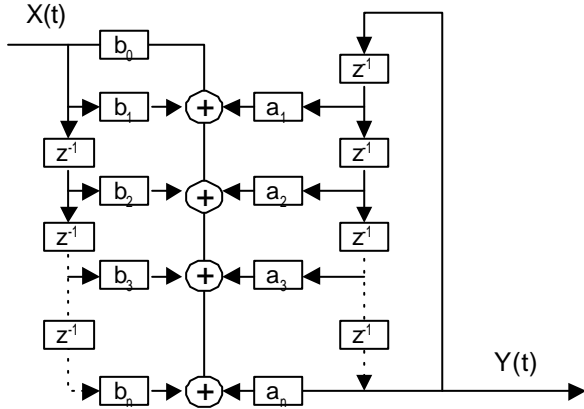 X(t)
b₀
z⁻¹
b₁ + a₁
z⁻¹ z⁻¹
b₂ + a₂
z⁻¹ z⁻¹
b₃ + a₃
z⁻¹ z⁻¹
Y(t)
bₙ + aₙ